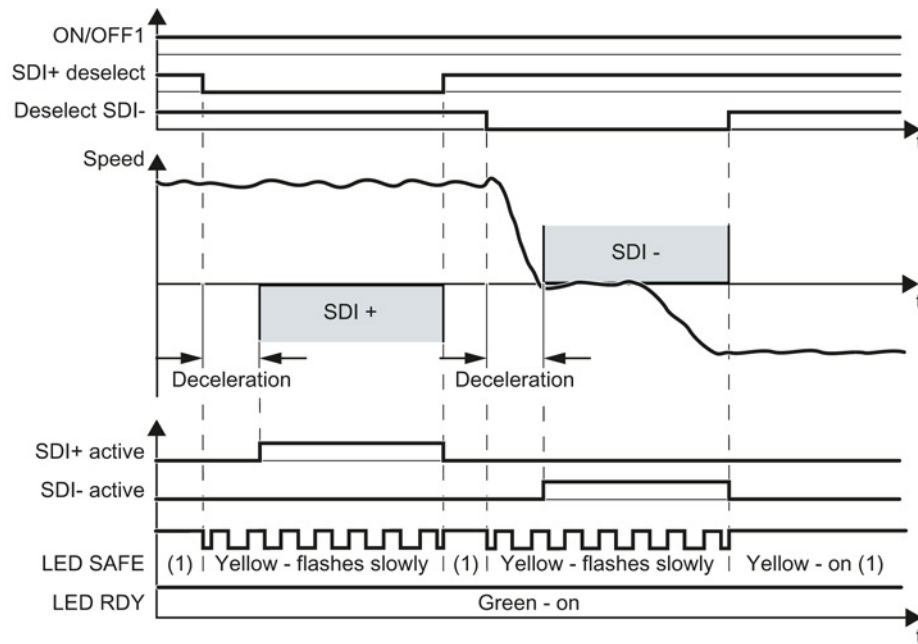 ON/OFF1
SDI+ deselect
Deselect SDI-
t
Speed
SDI -
t
SDI +
Deceleration Deceleration
SDI+ active
SDI- active
LED SAFE (1) Yellow - flashes slowly (1) Yellow - flashes slowly Yellow - on (1)
LED RDY Green - on
t